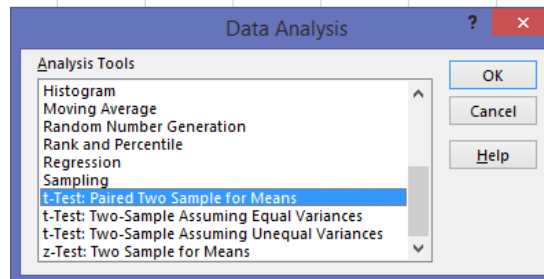 Data Analysis
?
×
Analysis Tools
Histogram
Moving Average
Random Number Generation
Rank and Percentile
Regression
Sampling
t-Test: Paired Two Sample for Means
t-Test: Two-Sample Assuming Equal Variances
t-Test: Two-Sample Assuming Unequal Variances
z-Test: Two Sample for Means
OK
Cancel
Help